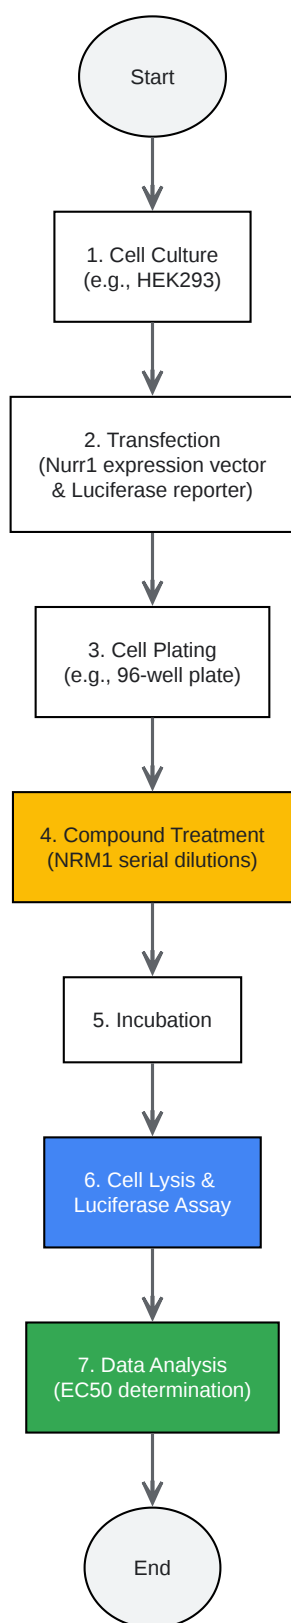 Start
1. Cell Culture
(e.g., HEK293)
2. Transfection
(Nurr1 expression vector
& Luciferase reporter)
3. Cell Plating
(e.g., 96-well plate)
4. Compound Treatment
(NRM1 serial dilutions)
5. Incubation
6. Cell Lysis &
Luciferase Assay
7. Data Analysis
(EC50 determination)
End